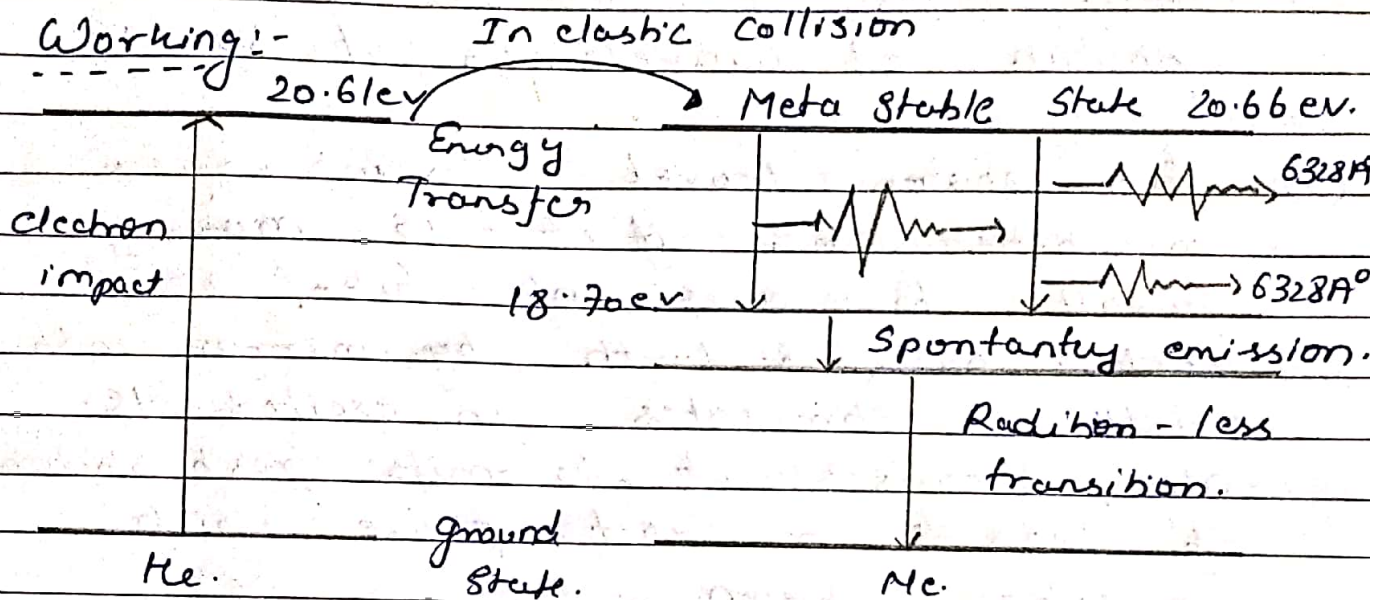 Working:-
In elastic Collision
20.61ev
Meta Stable State 20.66 ev.
Energy
Transfer
6328A
electron
impact
6328A°
18.70ev
Spontantuy emission.
Radition-less
transition.
ground
State.
He.
Ne.